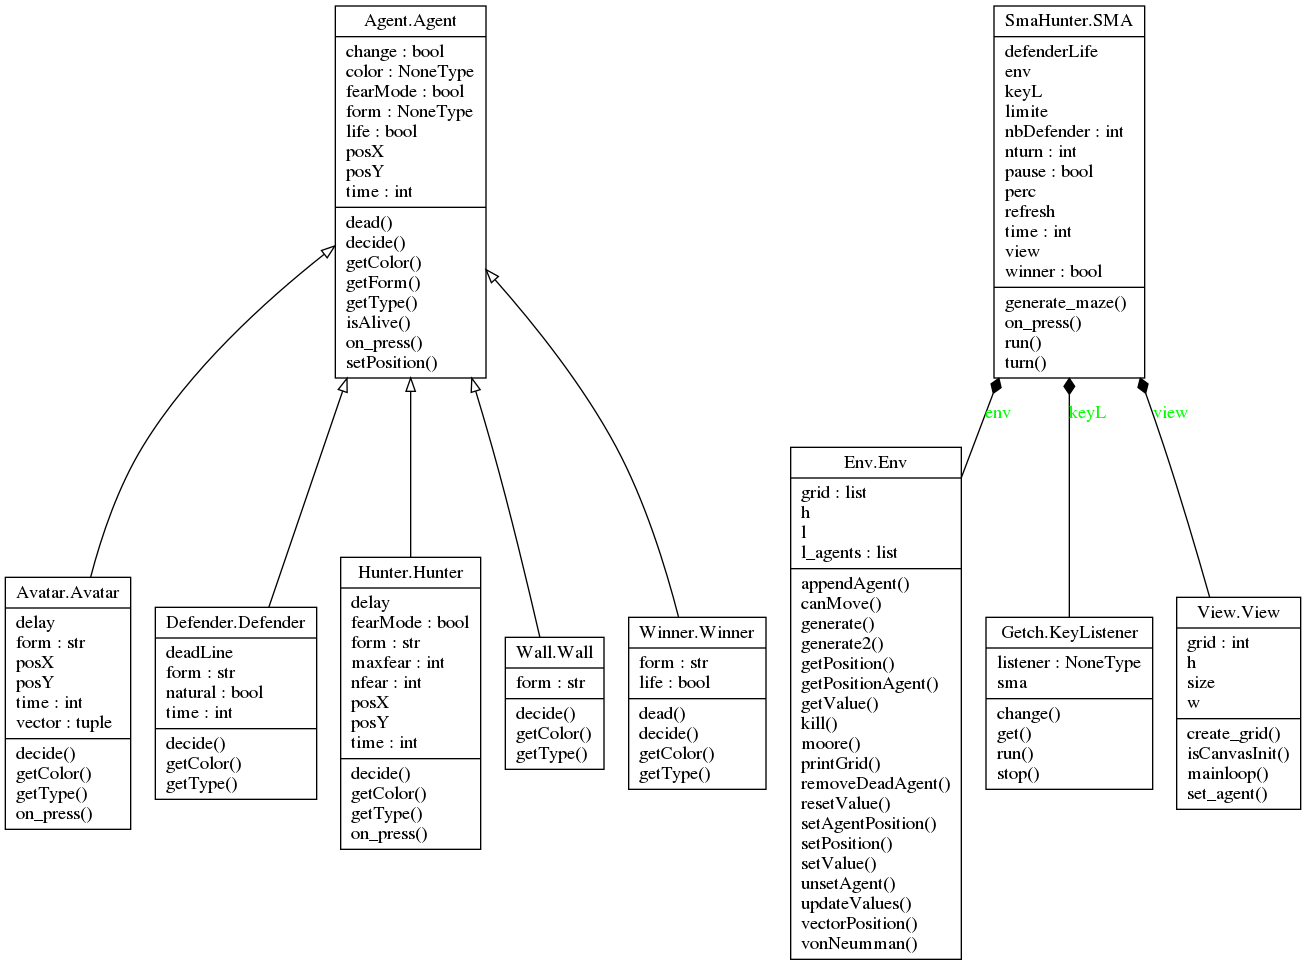 Agent.Agent
change : bool
color : NoneType
fearMode : bool
form : NoneType
life : bool
posX
posY
time : int
dead()
decide()
getColor()
getForm()
getType()
isAlive()
on_press()
setPosition()
SmaHunter.SMA
defenderLife
env
keyL
limite
nbDefender : int
nturn : int
pause : bool
perc
refresh
time : int
view
winner : bool
generate_maze()
on_press()
run()
turn()
env
keyL
view
Avatar.Avatar
delay
form : str
posX
posY
time : int
vector : tuple
decide()
getColor()
getType()
on_press()
Defender.Defender
deadLine
form : str
natural : bool
time : int
decide()
getColor()
getType()
Hunter.Hunter
delay
fearMode : bool
form : str
maxfear : int
nfear : int
posX
posY
time : int
decide()
getColor()
getType()
on_press()
Wall.Wall
form : str
decide()
getColor()
getType()
Winner.Winner
form : str
life : bool
dead()
decide()
getColor()
getType()
Env.Env
grid : list
h
l
l_agents : list
appendAgent()
canMove()
generate()
generate2()
getPosition()
getPositionAgent()
getValue()
kill()
moore()
printGrid()
removeDeadAgent()
resetValue()
setAgentPosition()
setPosition()
setValue()
unsetAgent()
updateValues()
vectorPosition()
vonNeumman()
Getch.KeyListener
listener : NoneType
sma
change()
get()
run()
stop()
View.View
grid : int
h
size
w
create_grid()
isCanvasInit()
mainloop()
set_agent()